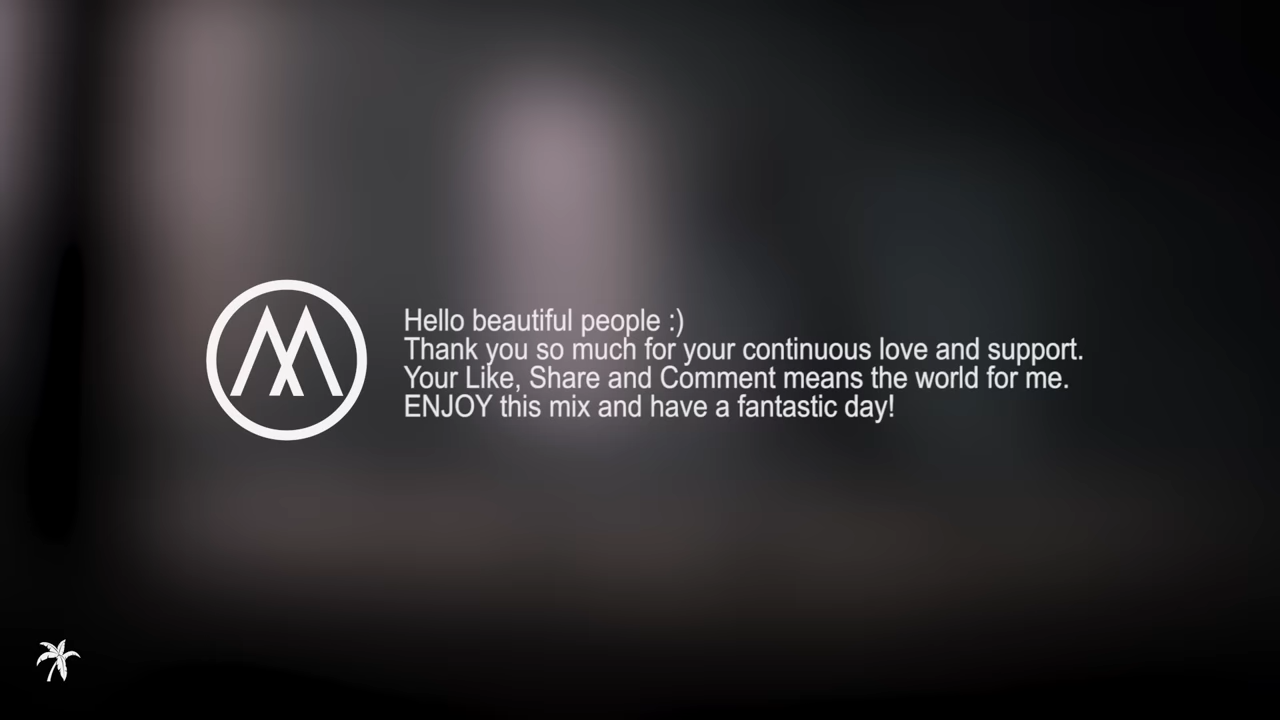 Hello beautiful people :)
Thank you so much for your continuous love and support.
Your Like, Share and Comment means the world for me.
ENJOY this mix and have a fantastic day!